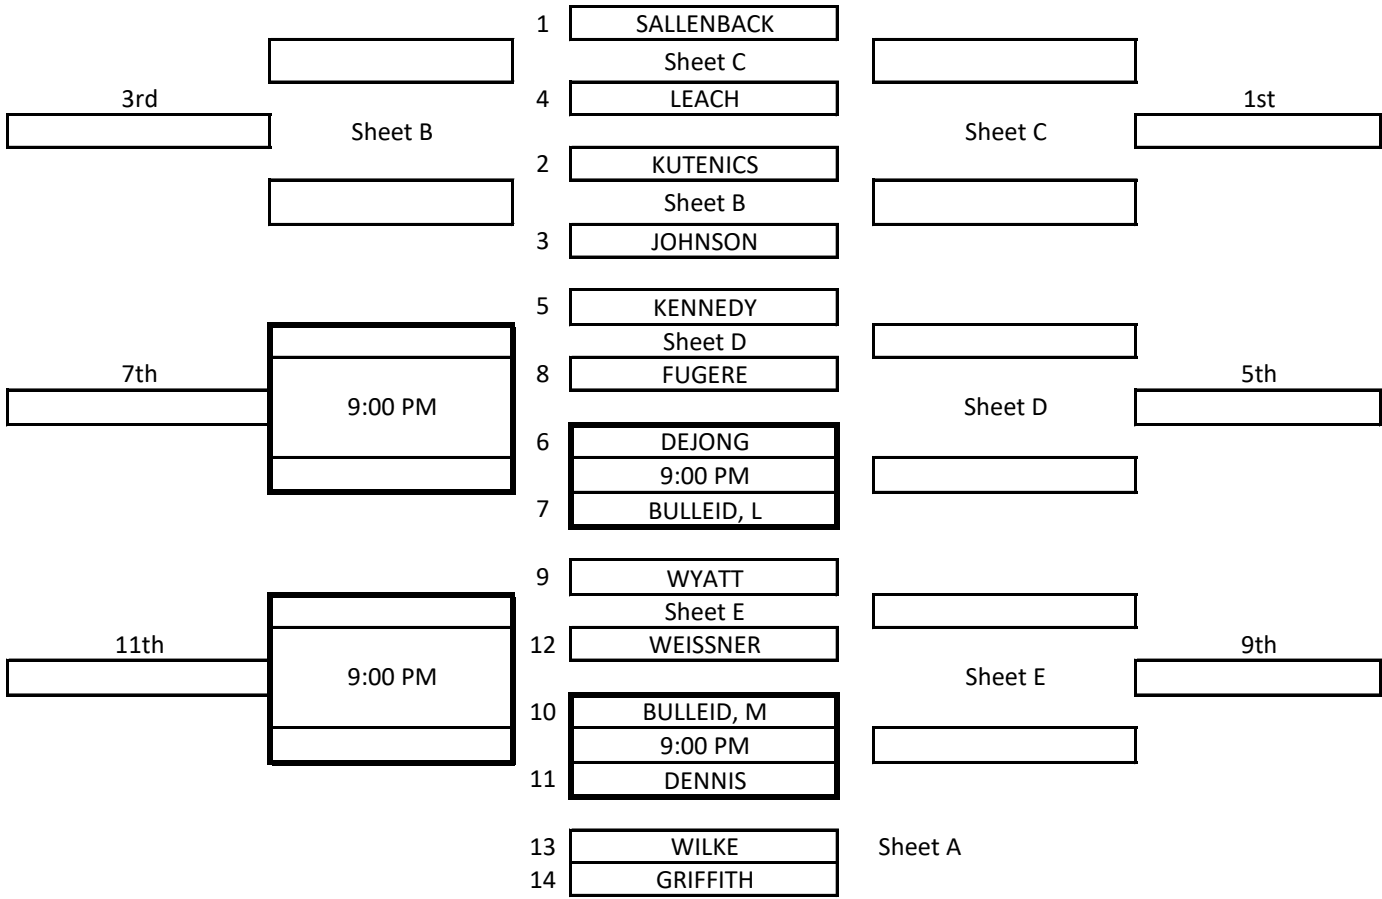 1 SALLENBACK
Sheet C
3rd 4 LEACH 1st
Sheet B Sheet C
2 KUTENICS
Sheet B
3 JOHNSON
5 KENNEDY
Sheet D
7th 8 FUGERE 5th
9:00 PM Sheet D
6 DEJONG
9:00 PM
7 BULLEID, L
9 WYATT
Sheet E
11th 12 WEISSNER 9th
9:00 PM Sheet E
10 BULLEID, M
9:00 PM
11 DENNIS
13 WILKE Sheet A
14 GRIFFITH